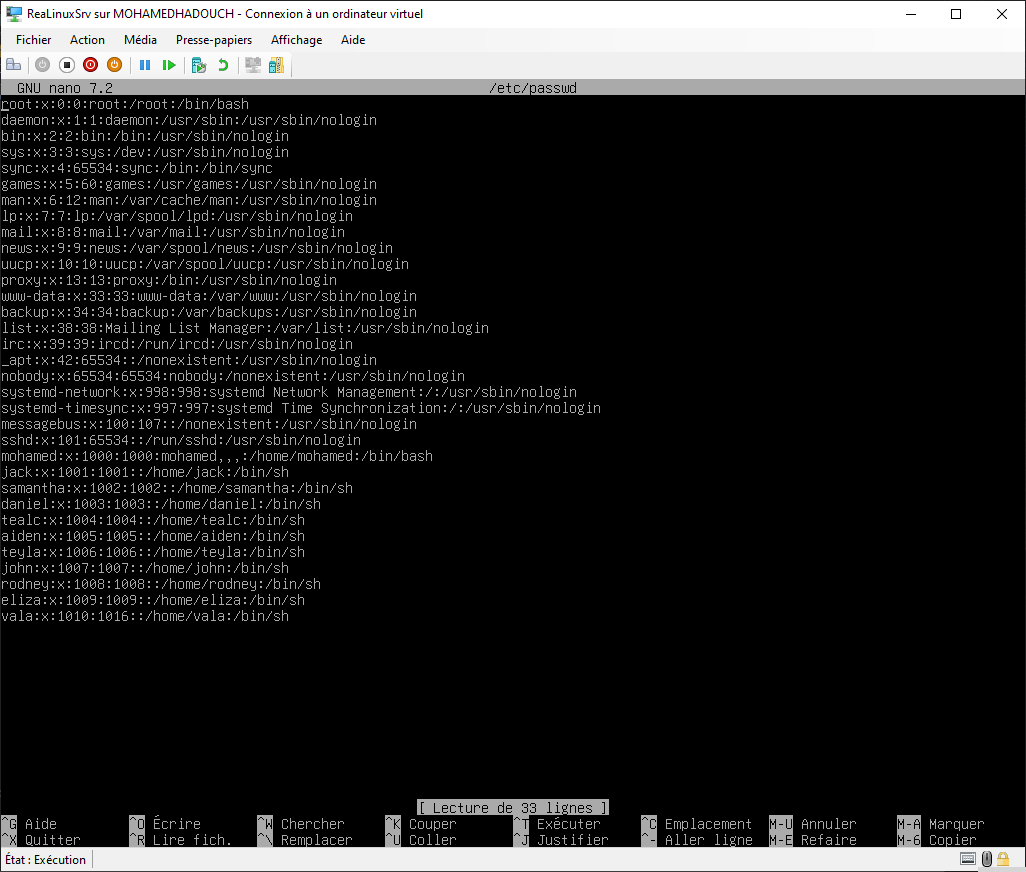 ReaLinuxSrv sur MOHAMEDHADOUCH - Connexion à un ordinateur virtuel
Fichier Action Média Presse-papiers Affichage Aide
GNU nano 7.2 /etc/passwd
root:x:0:0:root:/root:/bin/bash
daemon:x:1:1:daemon:/usr/sbin:/usr/sbin/nologin
bin:x:2:2:bin:/bin:/usr/sbin/nologin
sys:x:3:3:sys:/dev:/usr/sbin/nologin
sync:x:4:65534:sync:/bin:/bin/sync
games:x:5:60:games:/usr/games:/usr/sbin/nologin
man:x:6:12:man:/var/cache/man:/usr/sbin/nologin
lp:x:7:7:lp:/var/spool/lpd:/usr/sbin/nologin
mail:x:8:8:mail:/var/mail:/usr/sbin/nologin
news:x:9:9:news:/var/spool/news:/usr/sbin/nologin
uucp:x:10:10:uucp:/var/spool/uucp:/usr/sbin/nologin
proxy:x:13:13:proxy:/bin:/usr/sbin/nologin
www-data:x:33:33:www-data:/var/www:/usr/sbin/nologin
backup:x:34:34:backup:/var/backups:/usr/sbin/nologin
list:x:38:38:Mailing List Manager:/var/list:/usr/sbin/nologin
irc:x:39:39:ircd:/run/ircd:/usr/sbin/nologin
_apt:x:42:65534::/nonexistent:/usr/sbin/nologin
nobody:x:65534:65534:nobody:/nonexistent:/usr/sbin/nologin
systemd-network:x:998:998:systemd Network Management:/:/usr/sbin/nologin
systemd-timesync:x:997:997:systemd Time Synchronization:/:/usr/sbin/nologin
messagebus:x:100:107::/nonexistent:/usr/sbin/nologin
sshd:x:101:65534::/run/sshd:/usr/sbin/nologin
mohamed:x:1000:1000:mohamed,,,:/home/mohamed:/bin/bash
jack:x:1001:1001::/home/jack:/bin/sh
samantha:x:1002:1002::/home/samantha:/bin/sh
daniel:x:1003:1003::/home/daniel:/bin/sh
tealc:x:1004:1004::/home/tealc:/bin/sh
aiden:x:1005:1005::/home/aiden:/bin/sh
teyla:x:1006:1006::/home/teyla:/bin/sh
john:x:1007:1007::/home/john:/bin/sh
rodney:x:1008:1008::/home/rodney:/bin/sh
eliza:x:1009:1009::/home/eliza:/bin/sh
vala:x:1010:1016::/home/vala:/bin/sh
[ Lecture de 33 lignes ]
^G Aide ^O Écrire ^W Chercher ^K Couper ^T Exécuter ^C Emplacement M-U Annuler M-A Marquer
^X Quitter ^R Lire fich. ^\ Remplacer ^U Coller ^J Justifier ^- Aller ligne M-E Refaire M-6 Copier
État : Exécution